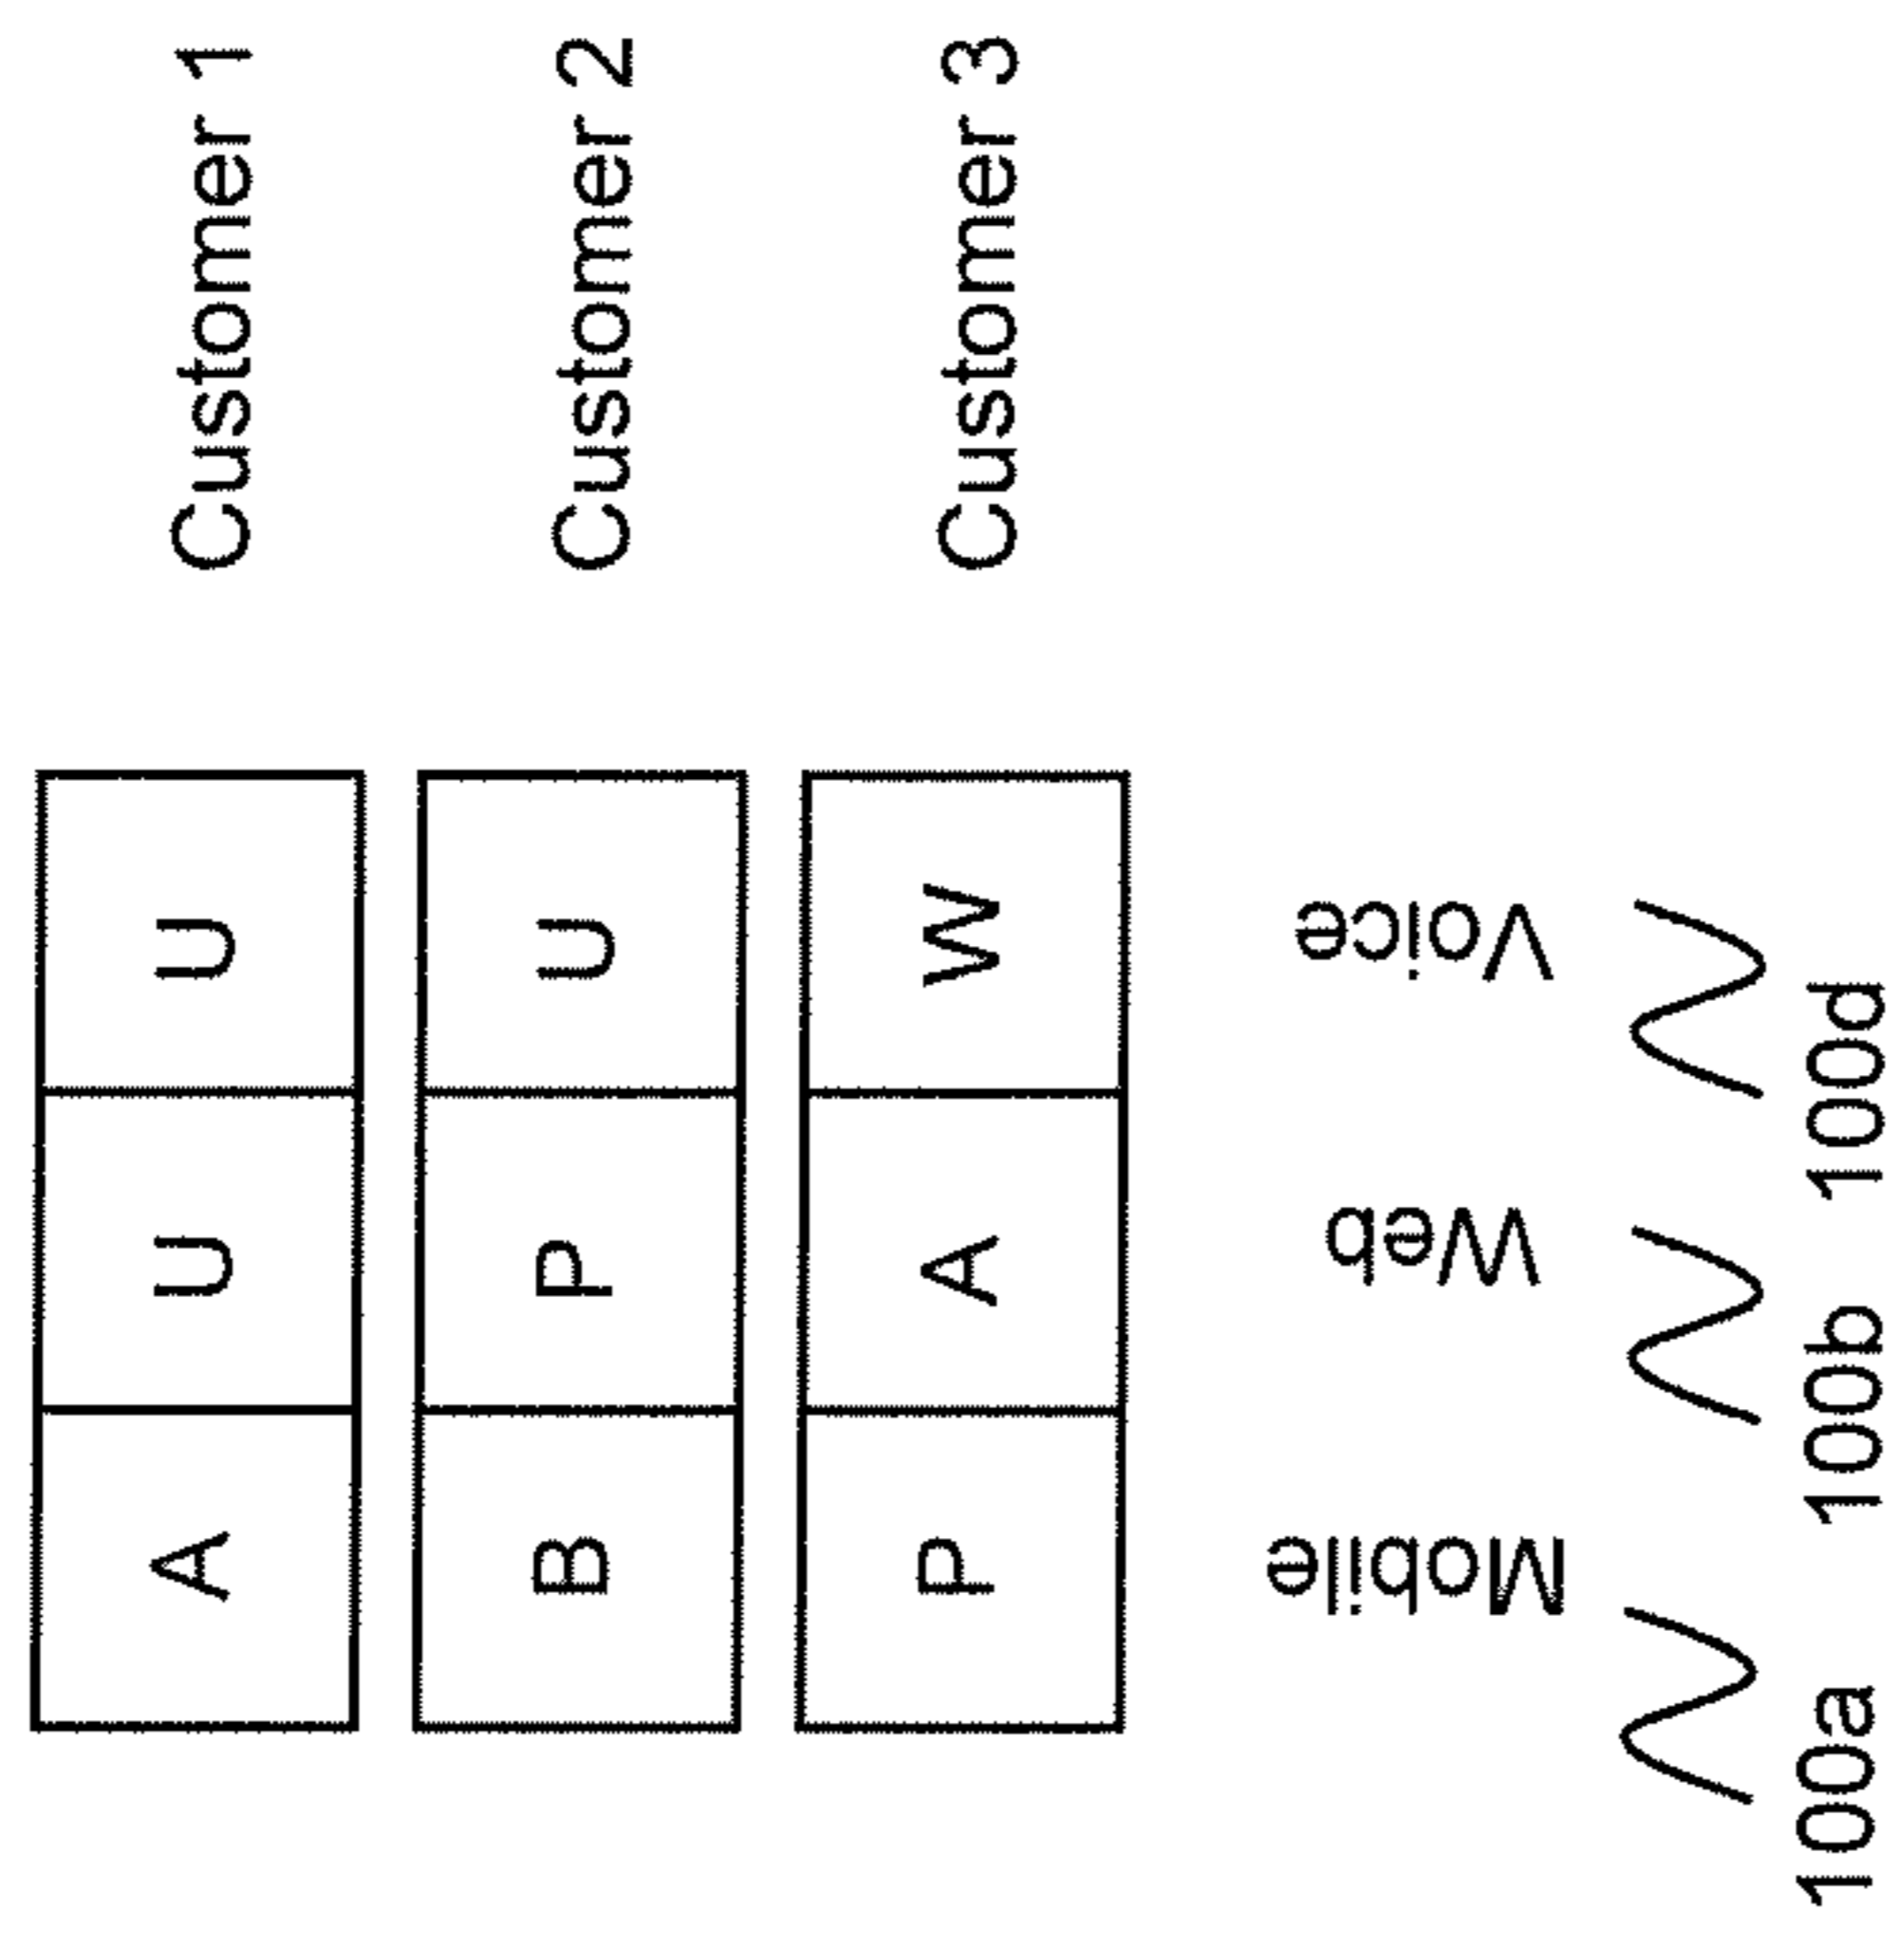 A U U Customer 1
B P U Customer 2
P A W Customer 3
Mobile Web Voice
100a 100b 100d